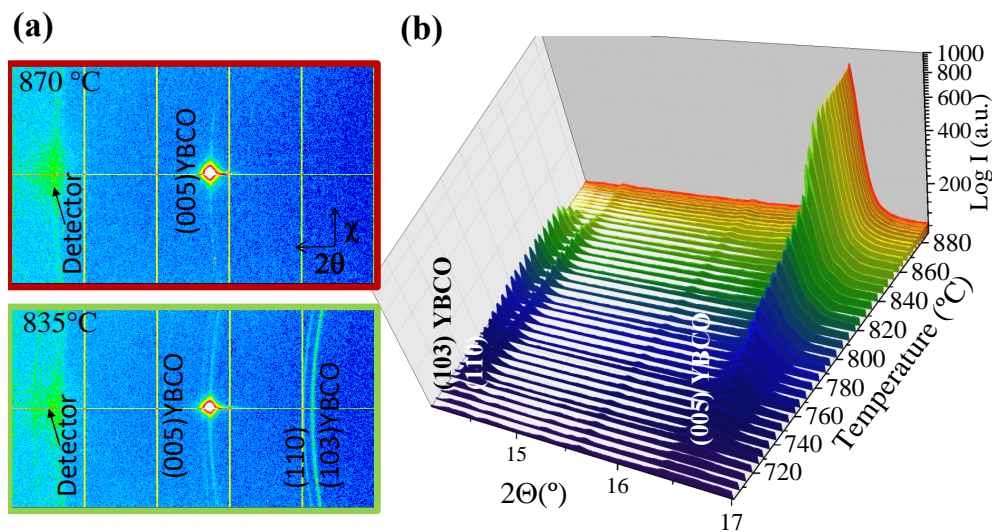 (a)
870 °C
Detector
(005)YBCO
χ
2θ
835°C
Detector
(005)YBCO
(110)
(103)YBCO
(b)
(103) YBCO
(110)
(005) YBCO
1000
800
600
400
200
Log I (a.u.)
880
860
840
820
800
780
760
740
720
Temperature (°C)
15
16
17
2Θ(º)